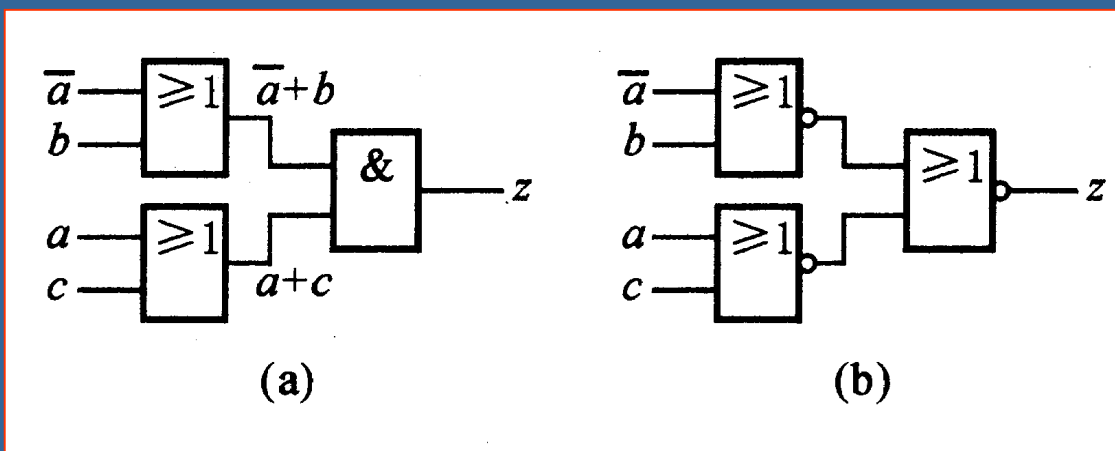 a̅ ≥1 a̅+b
b
& z
a ≥1
c a+c
(a)
a̅ ≥1
b
≥1 z
a ≥1
c
(b)